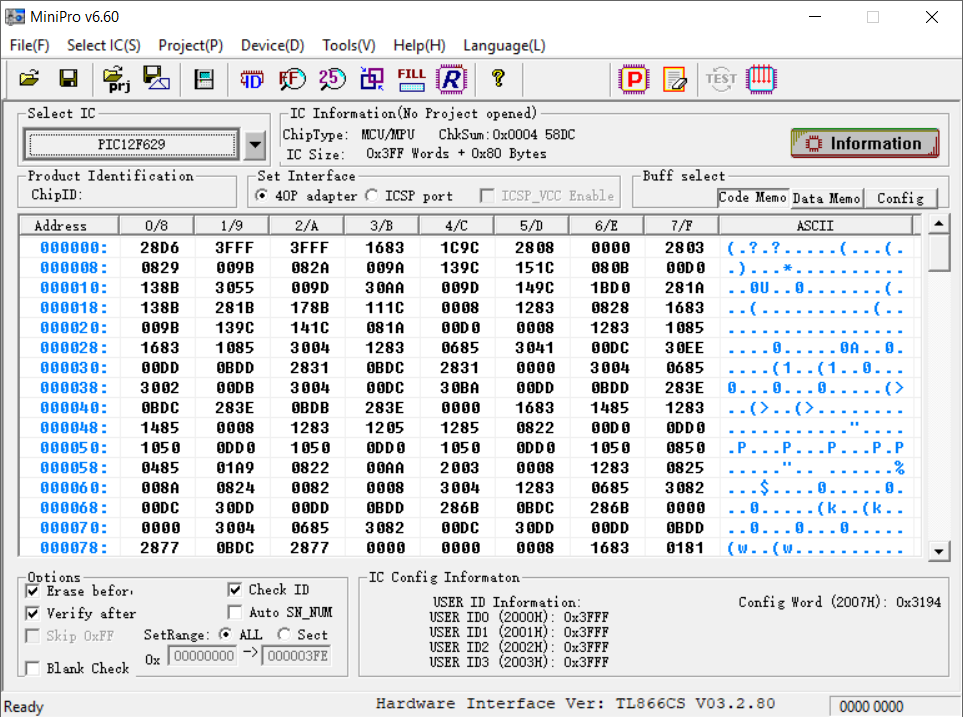 MiniPro v6.60
File(F) Select IC(S) Project(P) Device(D) Tools(V) Help(H) Language(L)
prj 4D FF 25 FILL R ? P TEST
Select IC
PIC12F629
IC Information(No Project opened)
ChipType: MCU/MPU ChkSum:0x0004 58DC
IC Size: 0x3FF Words + 0x80 Bytes
Information
Product Identification
ChipID:
Set Interface
40P adapter ICSP port ICSP_VCC Enable
Buff select
Code Memo Data Memo Config
Address 0/8 1/9 2/A 3/B 4/C 5/D 6/E 7/F ASCII
000000: 28D6 3FFF 3FFF 1683 1C9C 2808 0000 2803 (.?.?.....(...(.
000008: 0829 009B 082A 009A 139C 151C 080B 00D0 .)...*..........
000010: 138B 3055 009D 30AA 009D 149C 1BD0 281A ..0U..0.......(.
000018: 138B 281B 178B 111C 0008 1283 0828 1683 ..(..........(..
000020: 009B 139C 141C 081A 00D0 0008 1283 1085 ................
000028: 1683 1085 3004 1283 0685 3041 00DC 30EE ....0.....0A..0.
000030: 00DD 0BDD 2831 0BDC 2831 0000 3004 0685 ....(1..(1..0...
000038: 3002 00DB 3004 00DC 30BA 00DD 0BDD 283E 0...0...0.....(>
000040: 0BDC 283E 0BDB 283E 0000 1683 1485 1283 ..(>..(>........
000048: 1485 0008 1283 1205 1285 0822 00D0 0DD0 ..........."....
000050: 1050 0DD0 1050 0DD0 1050 0DD0 1050 0850 .P...P...P...P.P
000058: 0485 01A9 0822 00AA 2003 0008 1283 0825 ....."..  ......%
000060: 008A 0824 0082 0008 3004 1283 0685 3082 ...$....0.....0.
000068: 00DC 30DD 00DD 0BDD 286B 0BDC 286B 0000 ..0.....(k..(k..
000070: 0000 3004 0685 3082 00DC 30DD 00DD 0BDD ..0...0...0.....
000078: 2877 0BDC 2877 0000 0000 0008 1683 0181 (w..(w..........
Options
Erase befor
Check ID
Verify after
Auto SN_NUM
Skip 0xFF
SetRange: ALL Sect
Blank Check
0x 00000000 -> 000003FE
IC Config Informaton
USER ID Information:
USER ID0 (2000H): 0x3FFF
USER ID1 (2001H): 0x3FFF
USER ID2 (2002H): 0x3FFF
USER ID3 (2003H): 0x3FFF
Config Word (2007H): 0x3194
Ready
Hardware Interface Ver: TL866CS V03.2.80
0000 0000